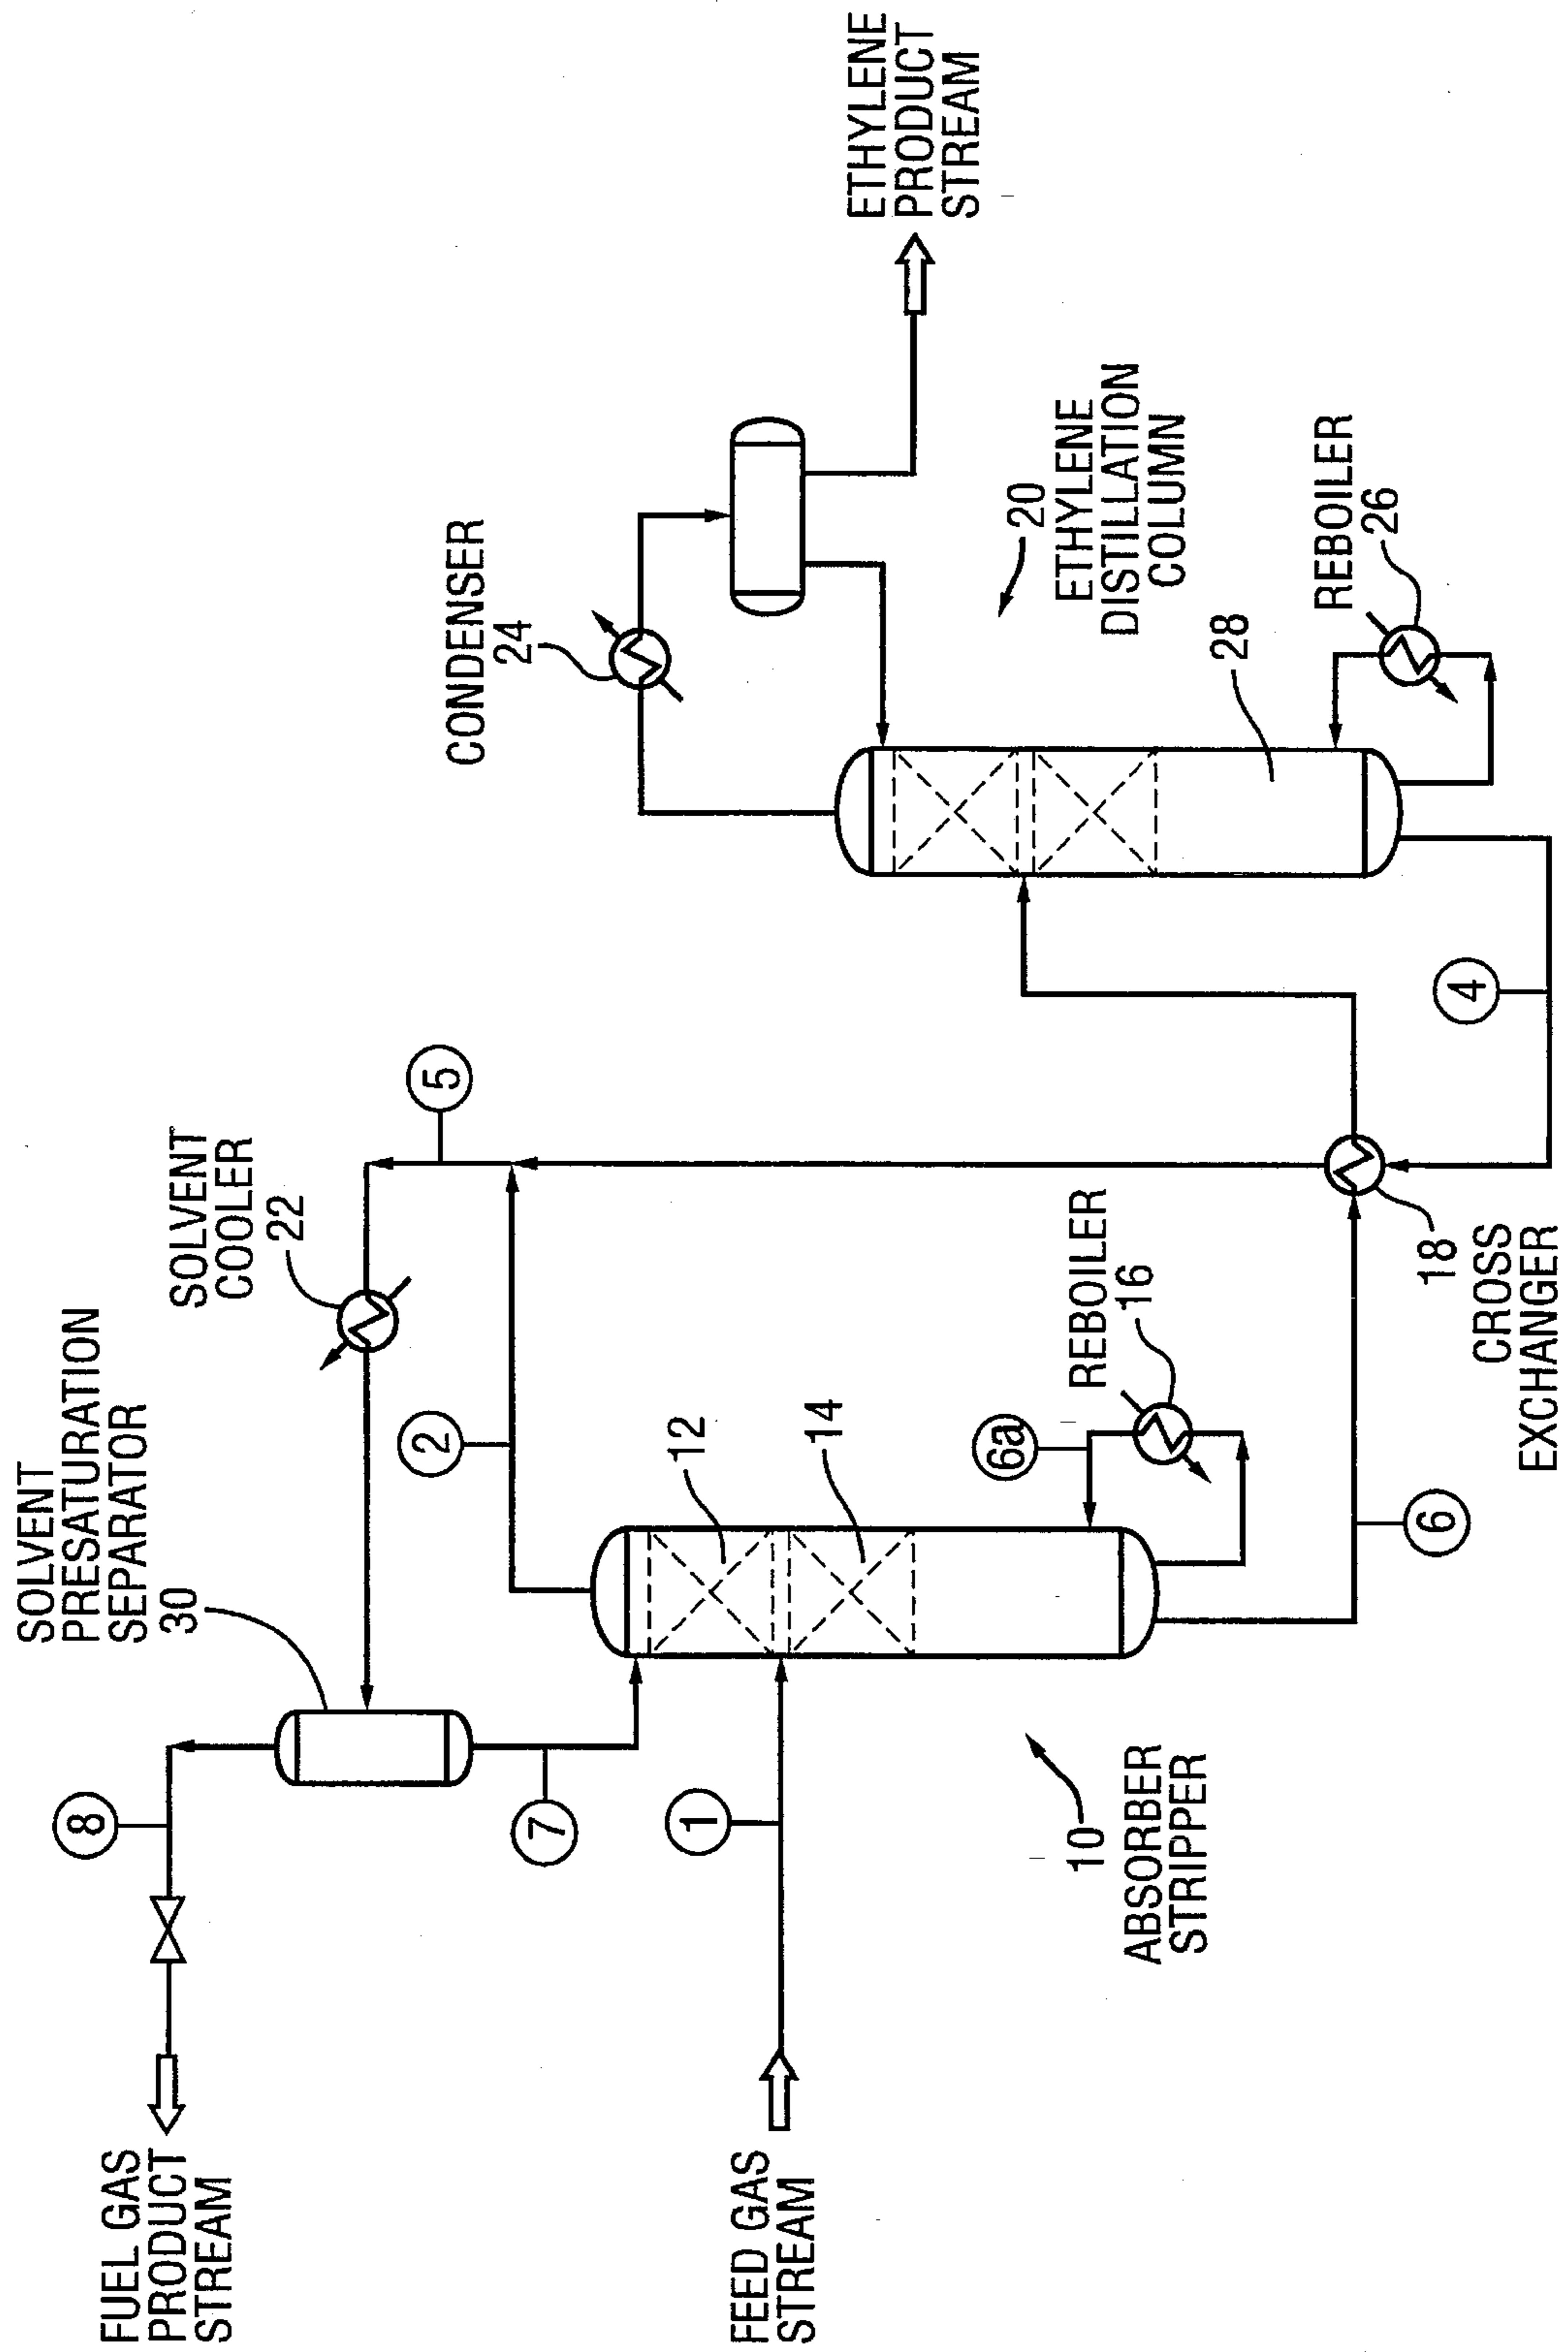 FUEL GAS
PRODUCT
STREAM
8
SOLVENT
PRESATURATION
SEPARATOR
30
SOLVENT
COOLER
22
5
7
2
CONDENSER
24
ETHYLENE
PRODUCT
STREAM
FEED GAS
STREAM
1
12
14
6a
REBOILER
16
10
ABSORBER
STRIPPER
6
18
CROSS
EXCHANGER
4
20
ETHYLENE
DISTILLATION
COLUMN
28
REBOILER
26